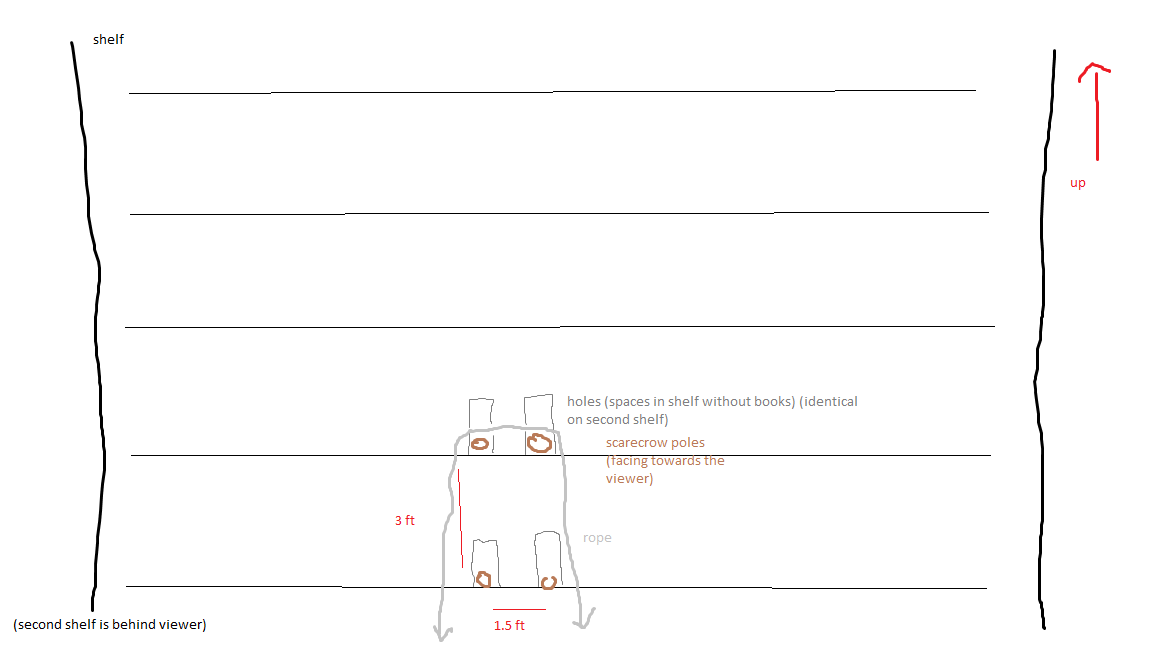 shelf
up
holes (spaces in shelf without books) (identical
on second shelf)
scarecrow poles
(facing towards the
viewer)
3 ft
rope
1.5 ft
(second shelf is behind viewer)